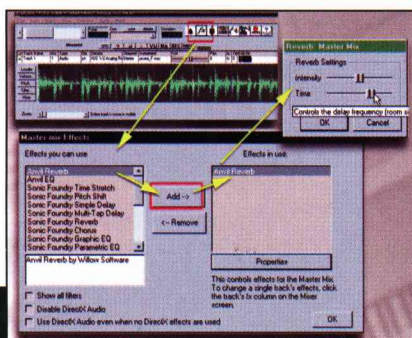 Reverb: Master Mix
Reverb Settings
Intensity
Time
Controls the delay frequency (room si
OK
Cancel
Master mix Effects
Effects you can use
Effects in use
Anvil Reverb
Anvil EQ
Sonic Foundry Time Stretch
Sonic Foundry Pitch Shift
Sonic Foundry Simple Delay
Sonic Foundry Multi-Tap Delay
Sonic Foundry Reverb
Sonic Foundry Chorus
Sonic Foundry Graphic EQ
Sonic Foundry Parametric EQ
Add -->
<-- Remove
Anvil Reverb
Anvil Reverb by Willow Software
Properties
This controls effects for the Master Mix.
To change a single track's effects, click
the track's fx column on the Mixer
screen.
Show all filters
Disable DirectX Audio
Use DirectX Audio even when no DirectX effects are used
OK